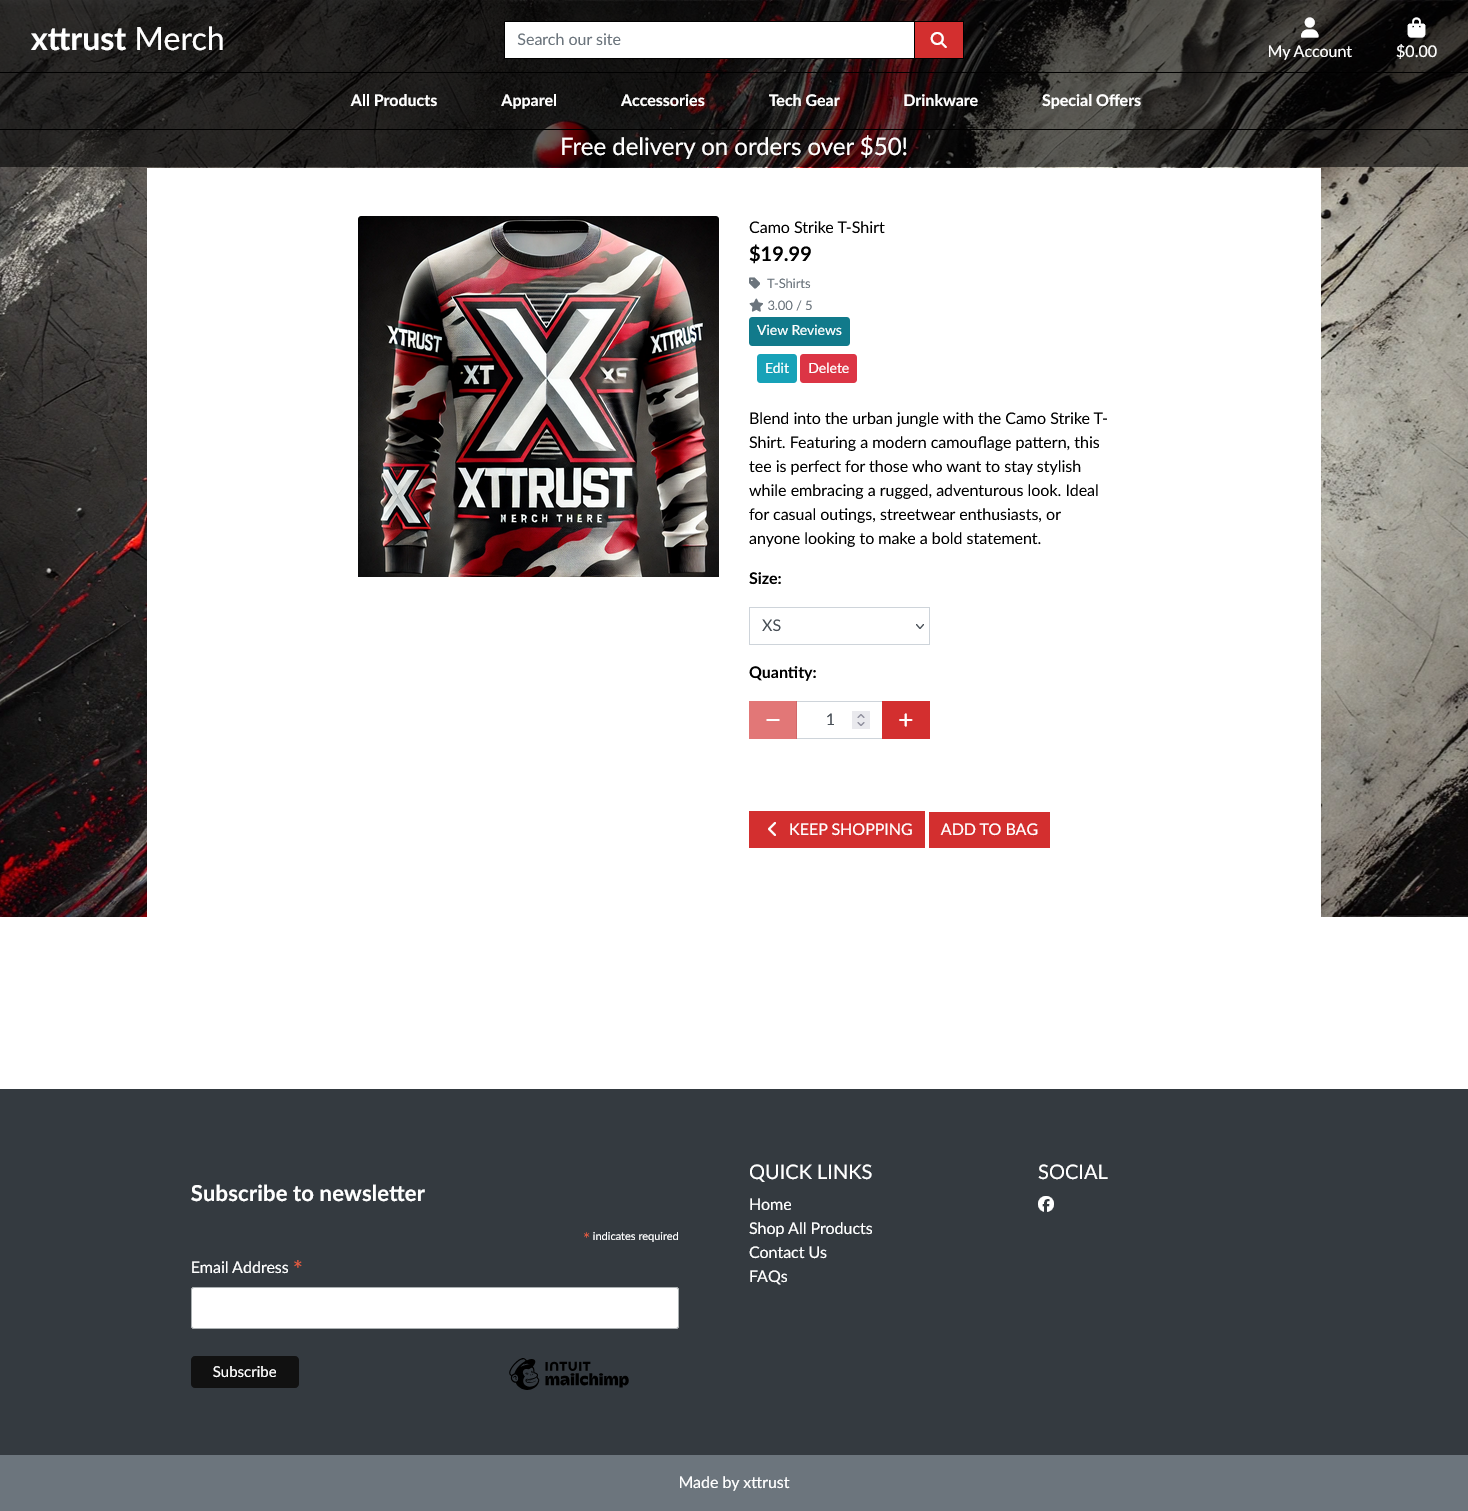 xttrust Merch
Search our site
My Account
$0.00
All Products
Apparel
Accessories
Tech Gear
Drinkware
Special Offers
Free delivery on orders over $50!
XTRUST
XTTRUST
XT
X
XS
X
XTTRUST
MERCH THERE
Camo Strike T-Shirt
$19.99
T-Shirts
3.00 / 5
View Reviews
Edit
Delete
Blend into the urban jungle with the Camo Strike T-
Shirt. Featuring a modern camouflage pattern, this
tee is perfect for those who want to stay stylish
while embracing a rugged, adventurous look. Ideal
for casual outings, streetwear enthusiasts, or
anyone looking to make a bold statement.
Size:
XS
Quantity:
1
KEEP SHOPPING
ADD TO BAG
Subscribe to newsletter
* indicates required
Email Address *
Subscribe
INTUIT
mailchimp
QUICK LINKS
Home
Shop All Products
Contact Us
FAQs
SOCIAL
Made by xttrust